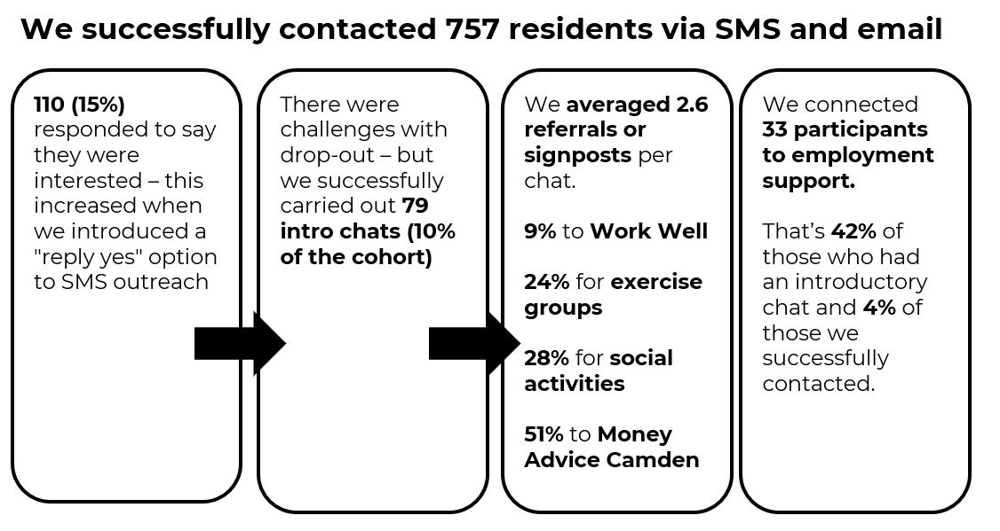 We successfully contacted 757 residents via SMS and email
110 (15%)
responded to say
they were
interested – this
increased when
we introduced a
"reply yes" option
to SMS outreach
There were
challenges with
drop-out – but
we successfully
carried out 79
intro chats (10%
of the cohort)
We averaged 2.6
referrals or
signposts per
chat.
9% to Work Well
24% for exercise
groups
28% for social
activities
51% to Money
Advice Camden
We connected
33 participants
to employment
support.
That’s 42% of
those who had
an introductory
chat and 4% of
those we
successfully
contacted.